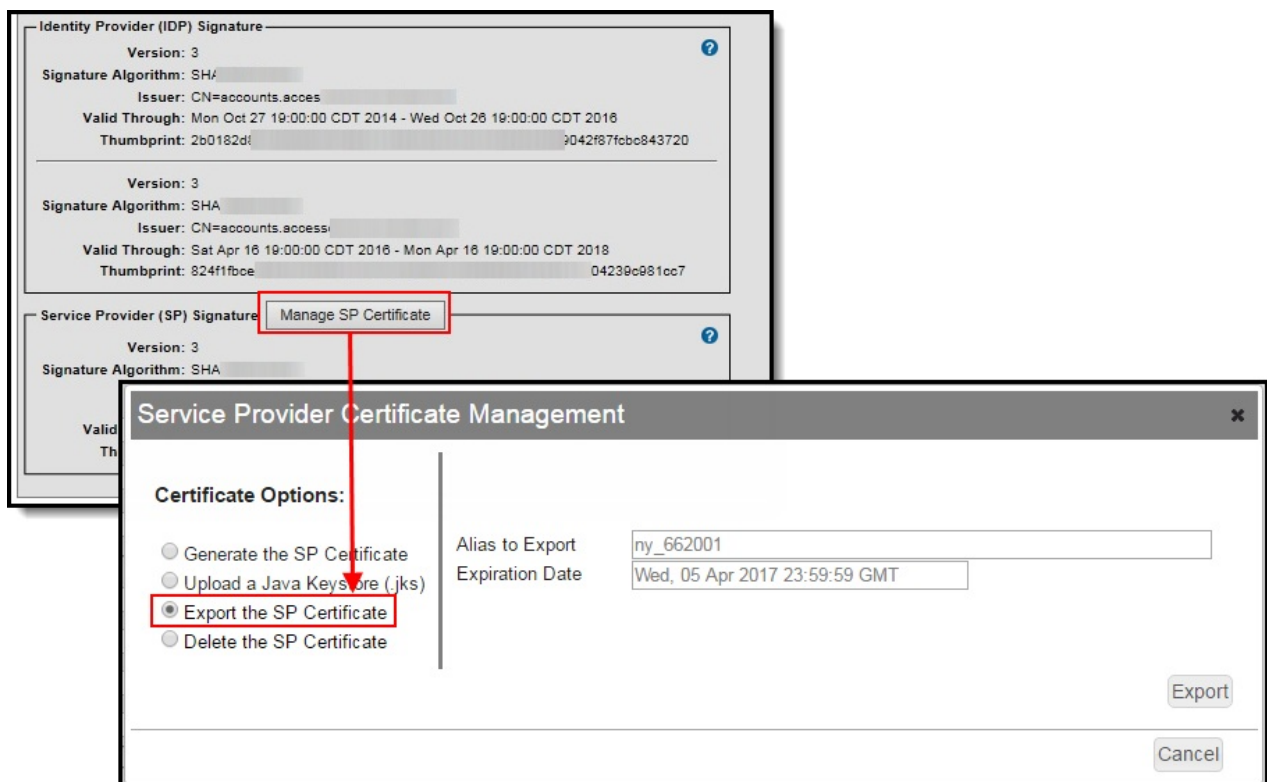 Identity Provider (IDP) Signature
Version: 3
Signature Algorithm: SHA
Issuer: CN=accounts.acces
Valid Through: Mon Oct 27 19:00:00 CDT 2014 - Wed Oct 26 19:00:00 CDT 2016
Thumbprint: 2b0182d8 9042f87fcbc843720
Version: 3
Signature Algorithm: SHA
Issuer: CN=accounts.access
Valid Through: Sat Apr 16 19:00:00 CDT 2016 - Mon Apr 16 19:00:00 CDT 2018
Thumbprint: 824f1fbce 04239c981cc7
Service Provider (SP) Signature Manage SP Certificate
Version: 3
Signature Algorithm: SHA
Valid
Th
Service Provider Certificate Management
Certificate Options:
Generate the SP Certificate
Upload a Java Keystore (.jks)
Export the SP Certificate
Delete the SP Certificate
Alias to Export ny_662001
Expiration Date Wed, 05 Apr 2017 23:59:59 GMT
Export
Cancel